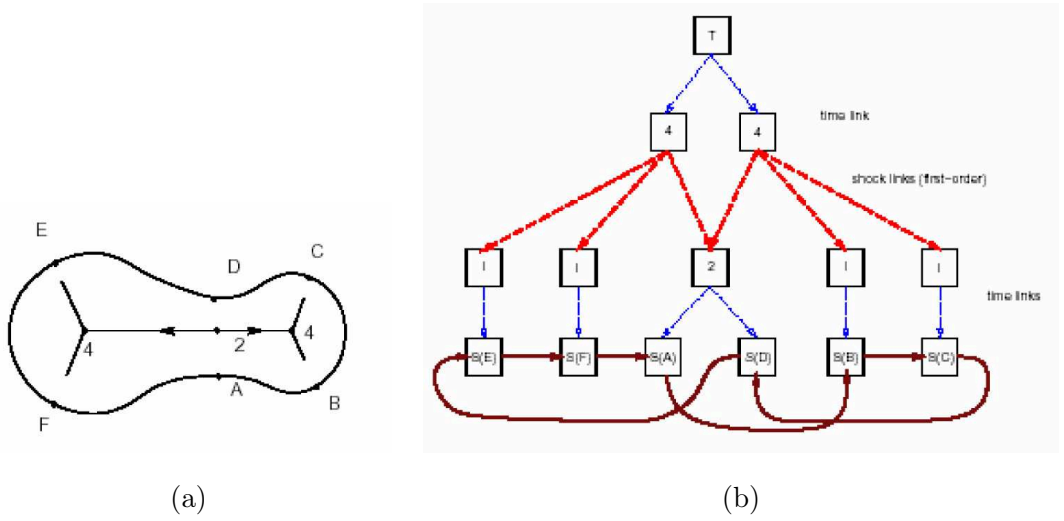 E
D
C
4
2
4
A
B
F
(a)
T
4
4
time link
shock links (first-order)
I
I
2
I
I
time links
S(E)
S(F)
S(A)
S(D)
S(B)
S(C)
(b)